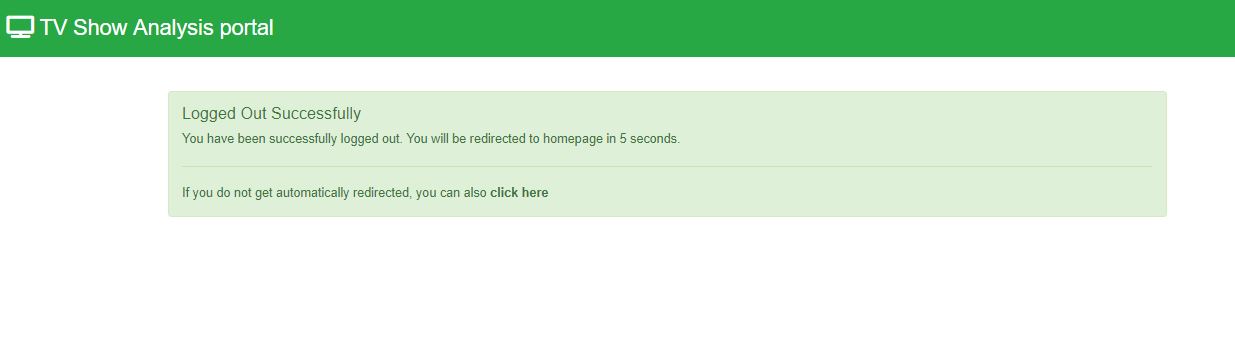 TV Show Analysis portal
Logged Out Successfully
You have been successfully logged out. You will be redirected to homepage in 5 seconds.
If you do not get automatically redirected, you can also click here